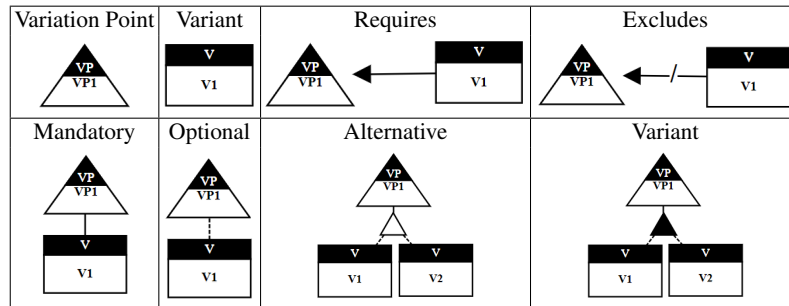 Variation Point Variant Requires Excludes
VP
VP1
V
V1
VP
VP1
V
V1
VP
VP1
/
V
V1
Mandatory Optional Alternative Variant
VP
VP1
V
V1
VP
VP1
V
V1
VP
VP1
V
V1
V
V2
VP
VP1
V
V1
V
V2